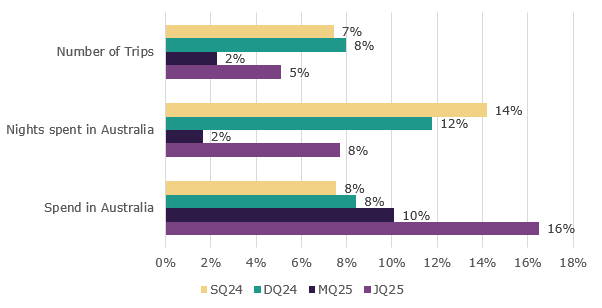 Number of Trips
7%
8%
2%
5%
Nights spent in Australia
14%
12%
2%
8%
Spend in Australia
8%
8%
10%
16%
0% 2% 4% 6% 8% 10% 12% 14% 16% 18%
SQ24 DQ24 MQ25 JQ25